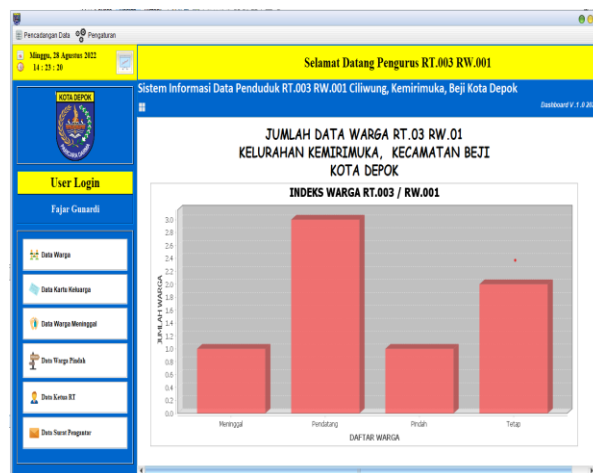 Pencadangan Data Pengaturan
Minggu, 28 Agustus 2022
14 : 23 : 20
Selamat Datang Pengurus RT.003 RW.001
KOTA DEPOK
PARICARA DARMA
User Login
Fajar Gunardi
Data Warga
Data Kartu Keluarga
Data Warga Meninggal
Data Warga Pindah
Data Ketua RT
Data Surat Pengantar
Sistem Informasi Data Penduduk RT.003 RW.001 Ciliwung, Kemirimuka, Beji Kota Depok
Dashboard V .1 .0
JUMLAH DATA WARGA RT.03 RW.01
KELURAHAN KEMIRIMUKA, KECAMATAN BEJI
KOTA DEPOK
INDEKS WARGA RT.003 / RW.001
JUMLAH WARGA
3.0
2.8
2.6
2.4
2.2
2.0
1.8
1.6
1.4
1.2
1.0
0.8
0.6
0.4
0.2
0.0
Meninggal Pendatang Pindah Tetap
DAFTAR WARGA